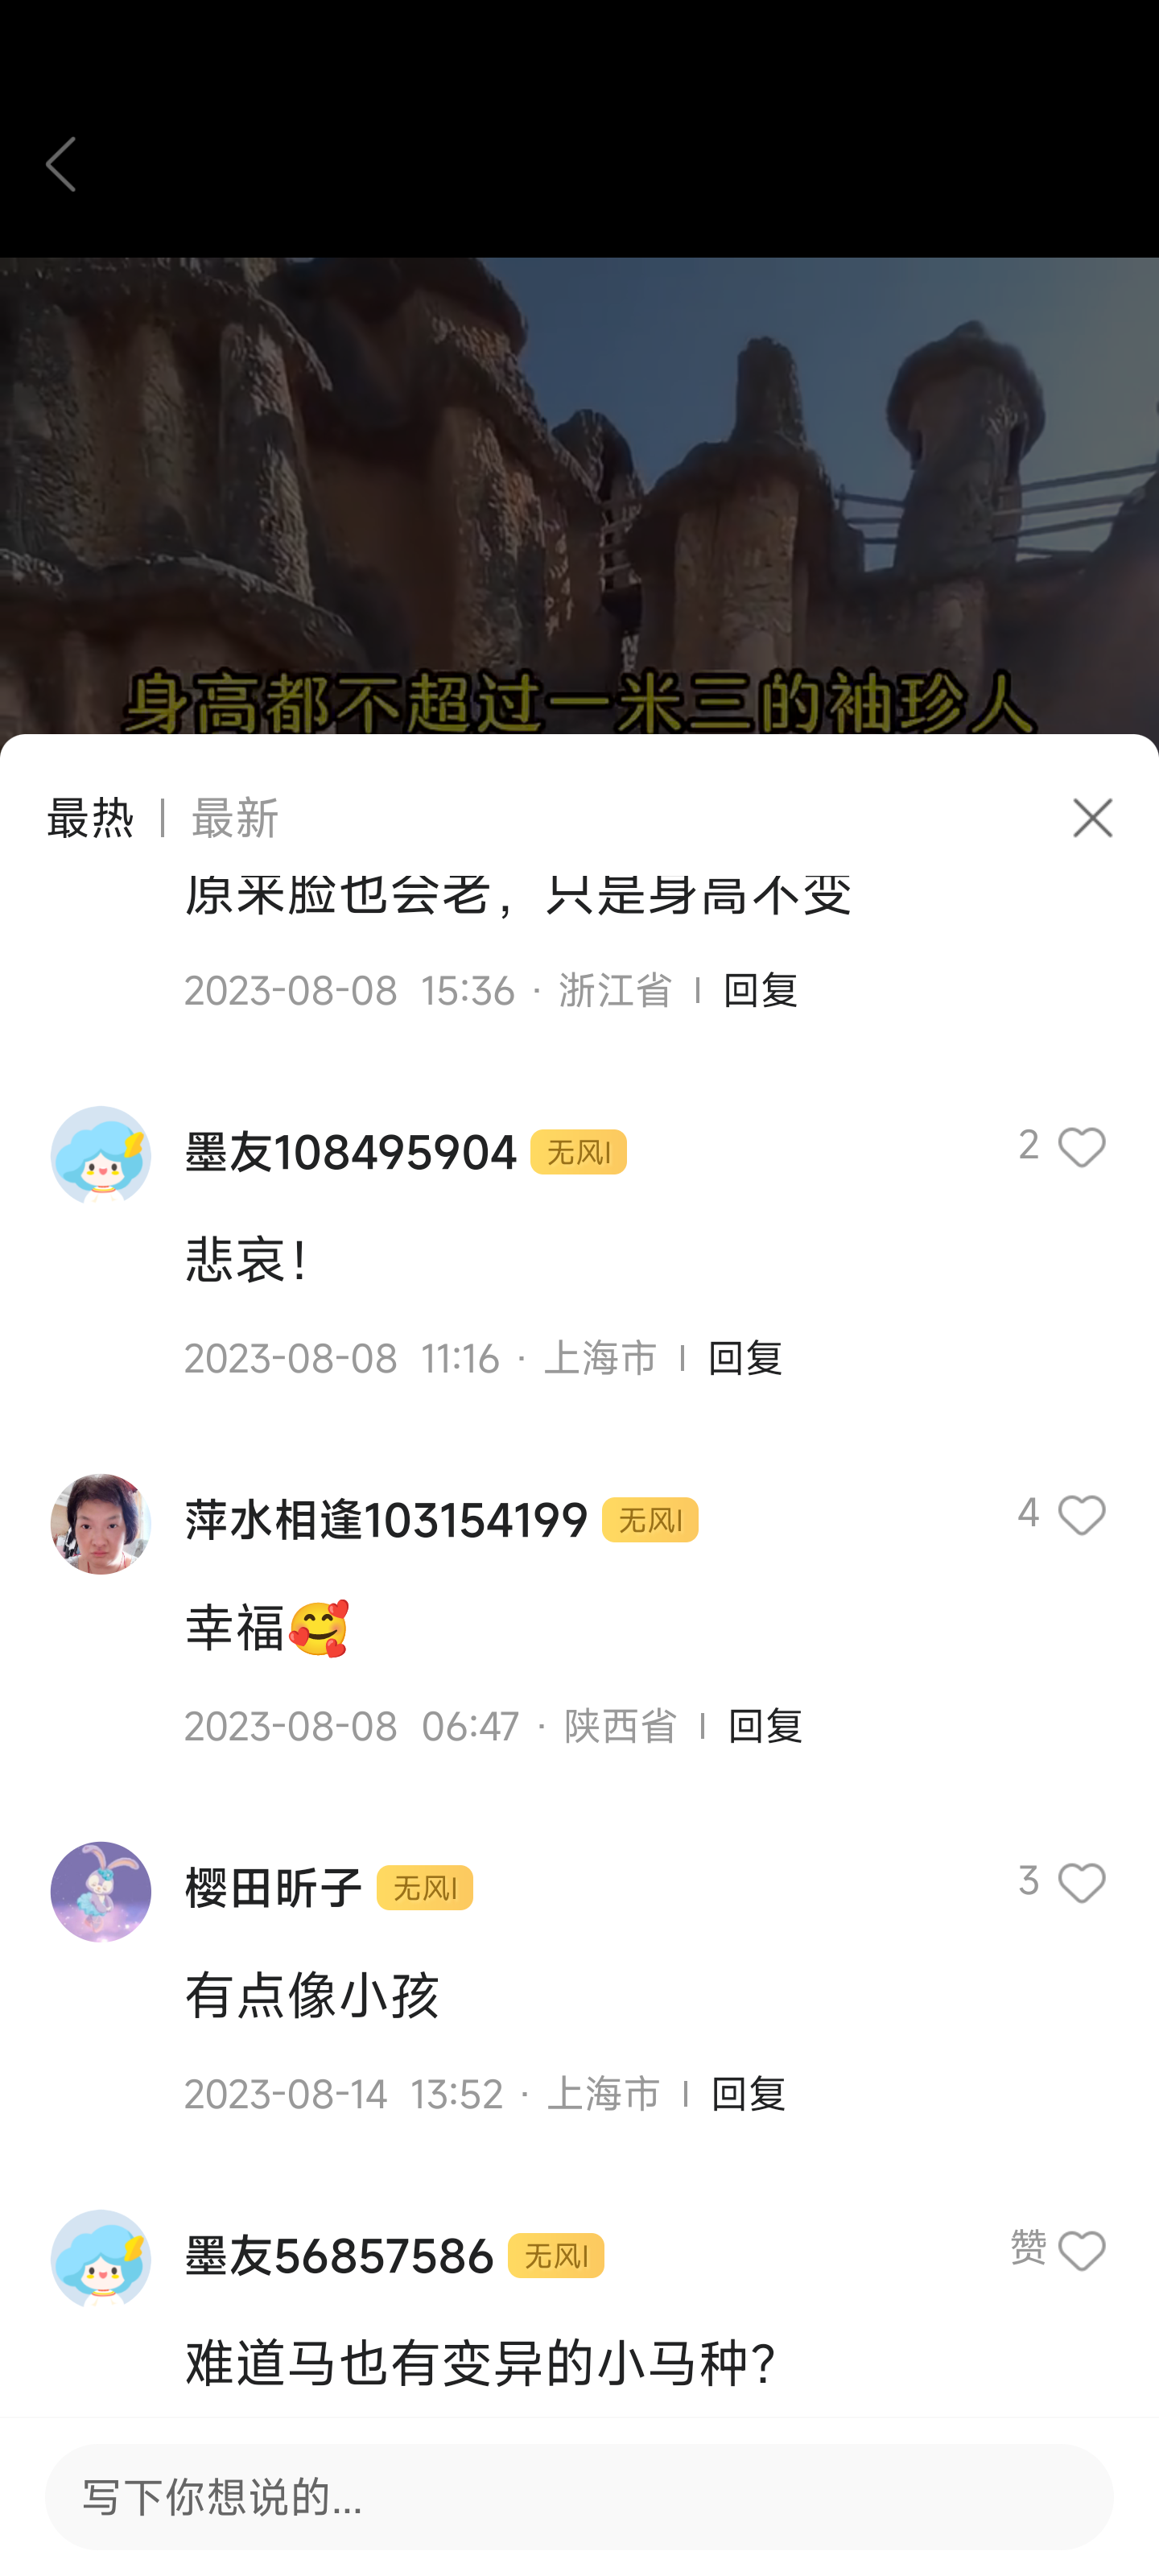 身高都不超过一米三的袖珍人
最热 | 最新
原来脸也会老，只是身高不变
2023-08-08 15:36 · 浙江省 | 回复
墨友108495904 无风I 2
悲哀！
2023-08-08 11:16 · 上海市 | 回复
萍水相逢103154199 无风I 4
幸福🥰
2023-08-08 06:47 · 陕西省 | 回复
樱田昕子 无风I 3
有点像小孩
2023-08-14 13:52 · 上海市 | 回复
墨友56857586 无风I 赞
难道马也有变异的小马种？
写下你想说的...